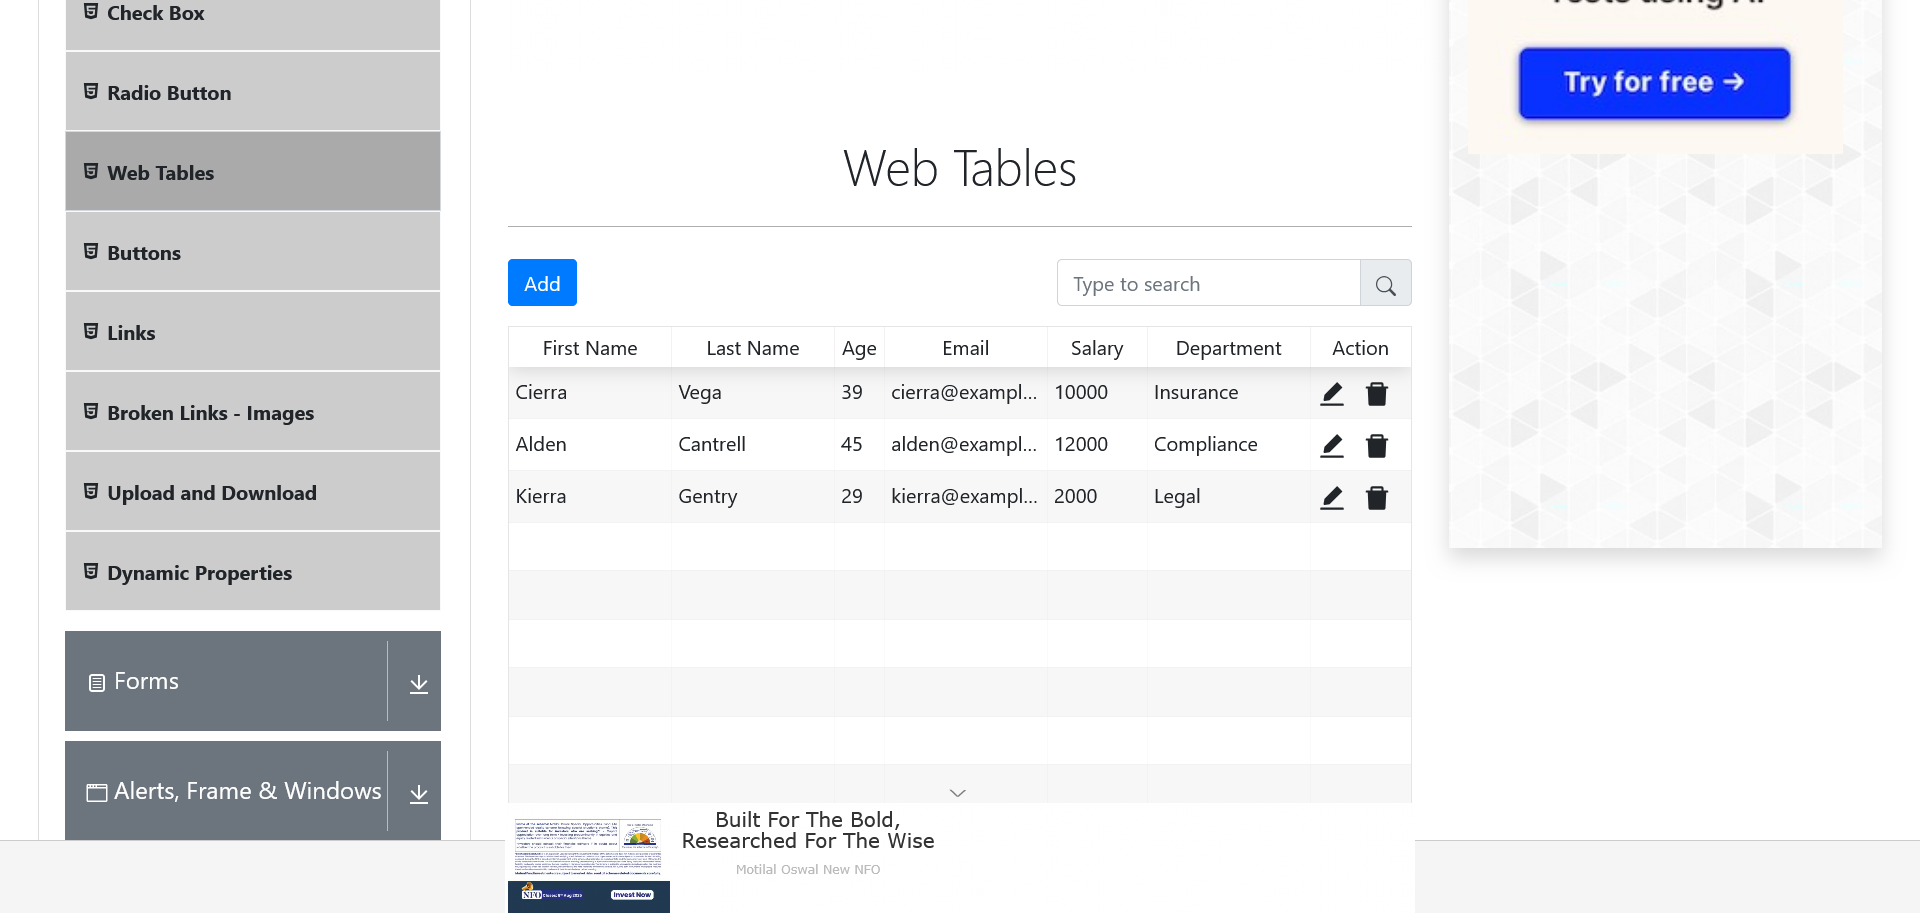 Check Box
Radio Button
Web Tables
Buttons
Links
Broken Links - Images
Upload and Download
Dynamic Properties
Forms
Alerts, Frame & Windows
Web Tables
Add
Type to search
First Name Last Name Age Email Salary Department Action
Cierra Vega 39 cierra@exampl... 10000 Insurance
Alden Cantrell 45 alden@exampl... 12000 Compliance
Kierra Gentry 29 kierra@exampl... 2000 Legal
Built For The Bold,
Researched For The Wise
Motilal Oswal New NFO
NFO
Invest Now
Try for free →